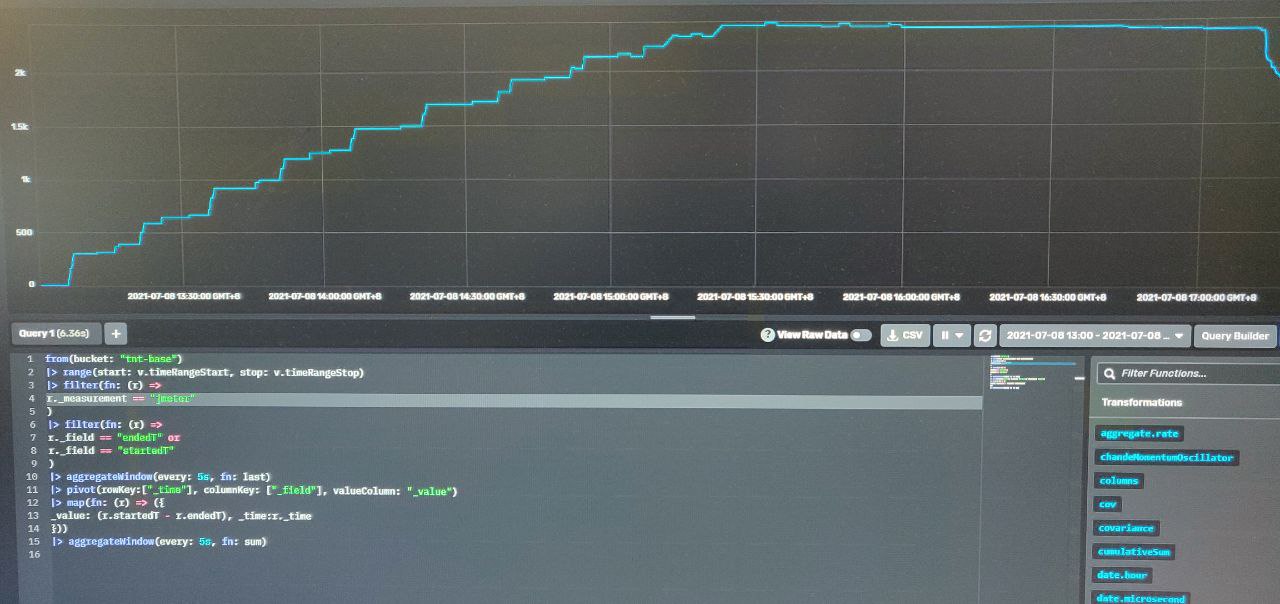 2k
1.5k
1k
500
0
2021-07-08 13:30:00 GMT+8 2021-07-08 14:00:00 GMT+8 2021-07-08 14:30:00 GMT+8 2021-07-08 15:00:00 GMT+8 2021-07-08 15:30:00 GMT+8 2021-07-08 16:00:00 GMT+8 2021-07-08 16:30:00 GMT+8 2021-07-08 17:00:00 GMT+8
Query 1 (6.36s) + ? View Raw Data CSV 2021-07-08 13:00 - 2021-07-08 ... Query Builder
1 from(bucket: "tnt-base")
2 |> range(start: v.timeRangeStart, stop: v.timeRangeStop)
3 |> filter(fn: (r) =>
4 r._measurement == "jmeter"
5 )
6 |> filter(fn: (r) =>
7 r._field == "endedT" or
8 r._field == "startedT"
9 )
10 |> aggregateWindow(every: 5s, fn: last)
11 |> pivot(rowKey:["_time"], columnKey: ["_field"], valueColumn: "_value")
12 |> map(fn: (r) => ({
13 _value: (r.startedT - r.endedT), _time:r._time
14 }))
15 |> aggregateWindow(every: 5s, fn: sum)
16
Filter Functions...
Transformations
aggregate.rate
chandeMomentumOscillator
columns
cov
covariance
cumulativeSum
date.hour
date.microsecond